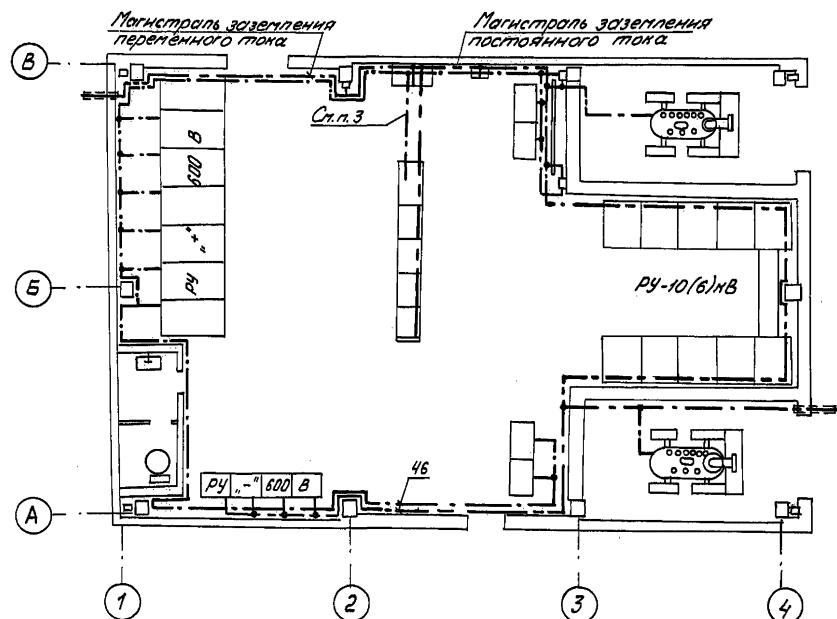 Магистраль заземления
переменного тока
Магистраль заземления
постоянного тока
В
См.п.3
РУ „+" 600 В
Б
РУ-10(6)кВ
46
РУ „-" 600 В
А
1
2
3
4